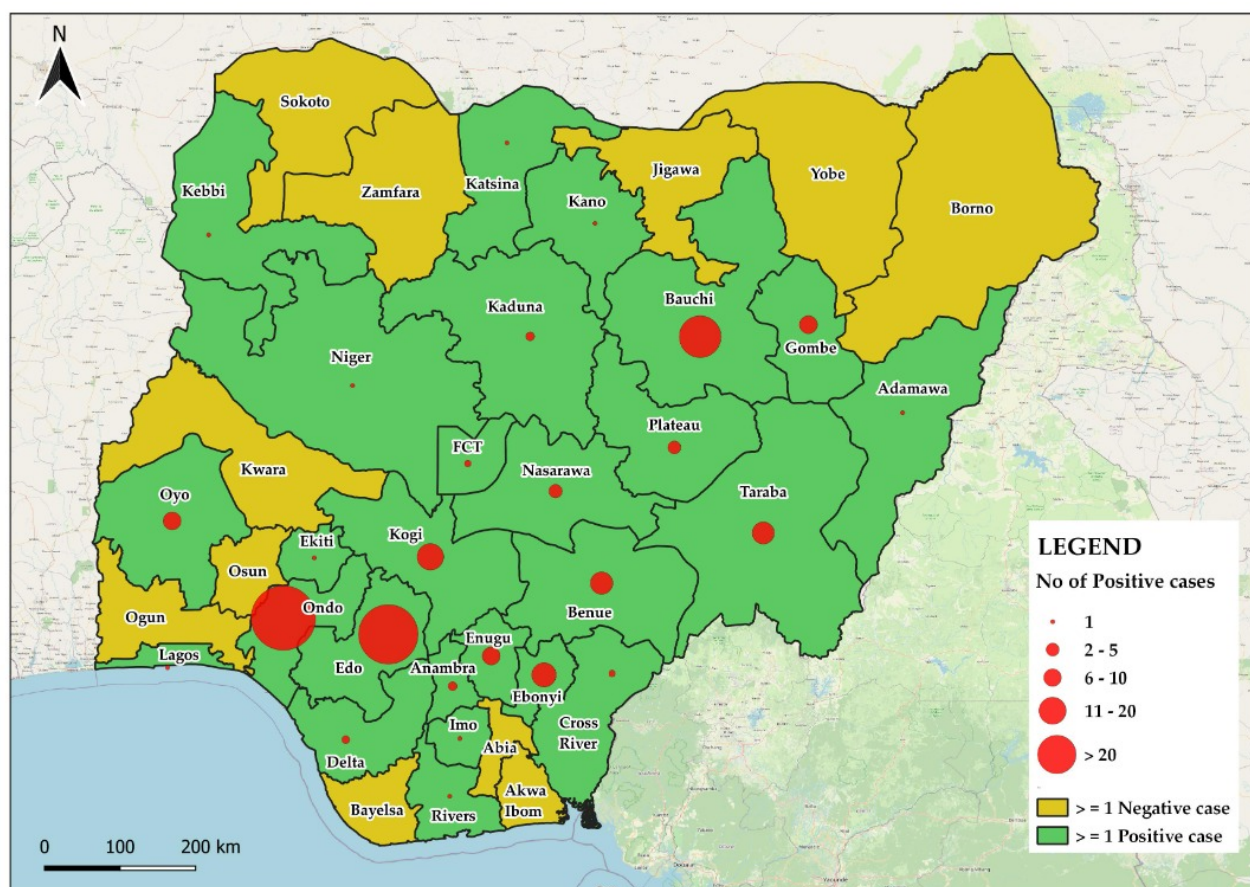 N
Sokoto
Kebbi
Zamfara
Katsina
Kano
Jigawa
Yobe
Borno
Kaduna
Bauchi
Gombe
Niger
Adamawa
Plateau
FCT
Nasarawa
Kwara
Taraba
Oyo
Ekiti
Kogi
Osun
Ondo
Benue
Ogun
Lagos
Edo
Enugu
Anambra
Ebonyi
Imo
Cross
River
Abia
Delta
Bayelsa
Rivers
Akwa
Ibom
LEGEND
No of Positive cases
1
2 - 5
6 - 10
11 - 20
> 20
> = 1 Negative case
> = 1 Positive case
0 100 200 km